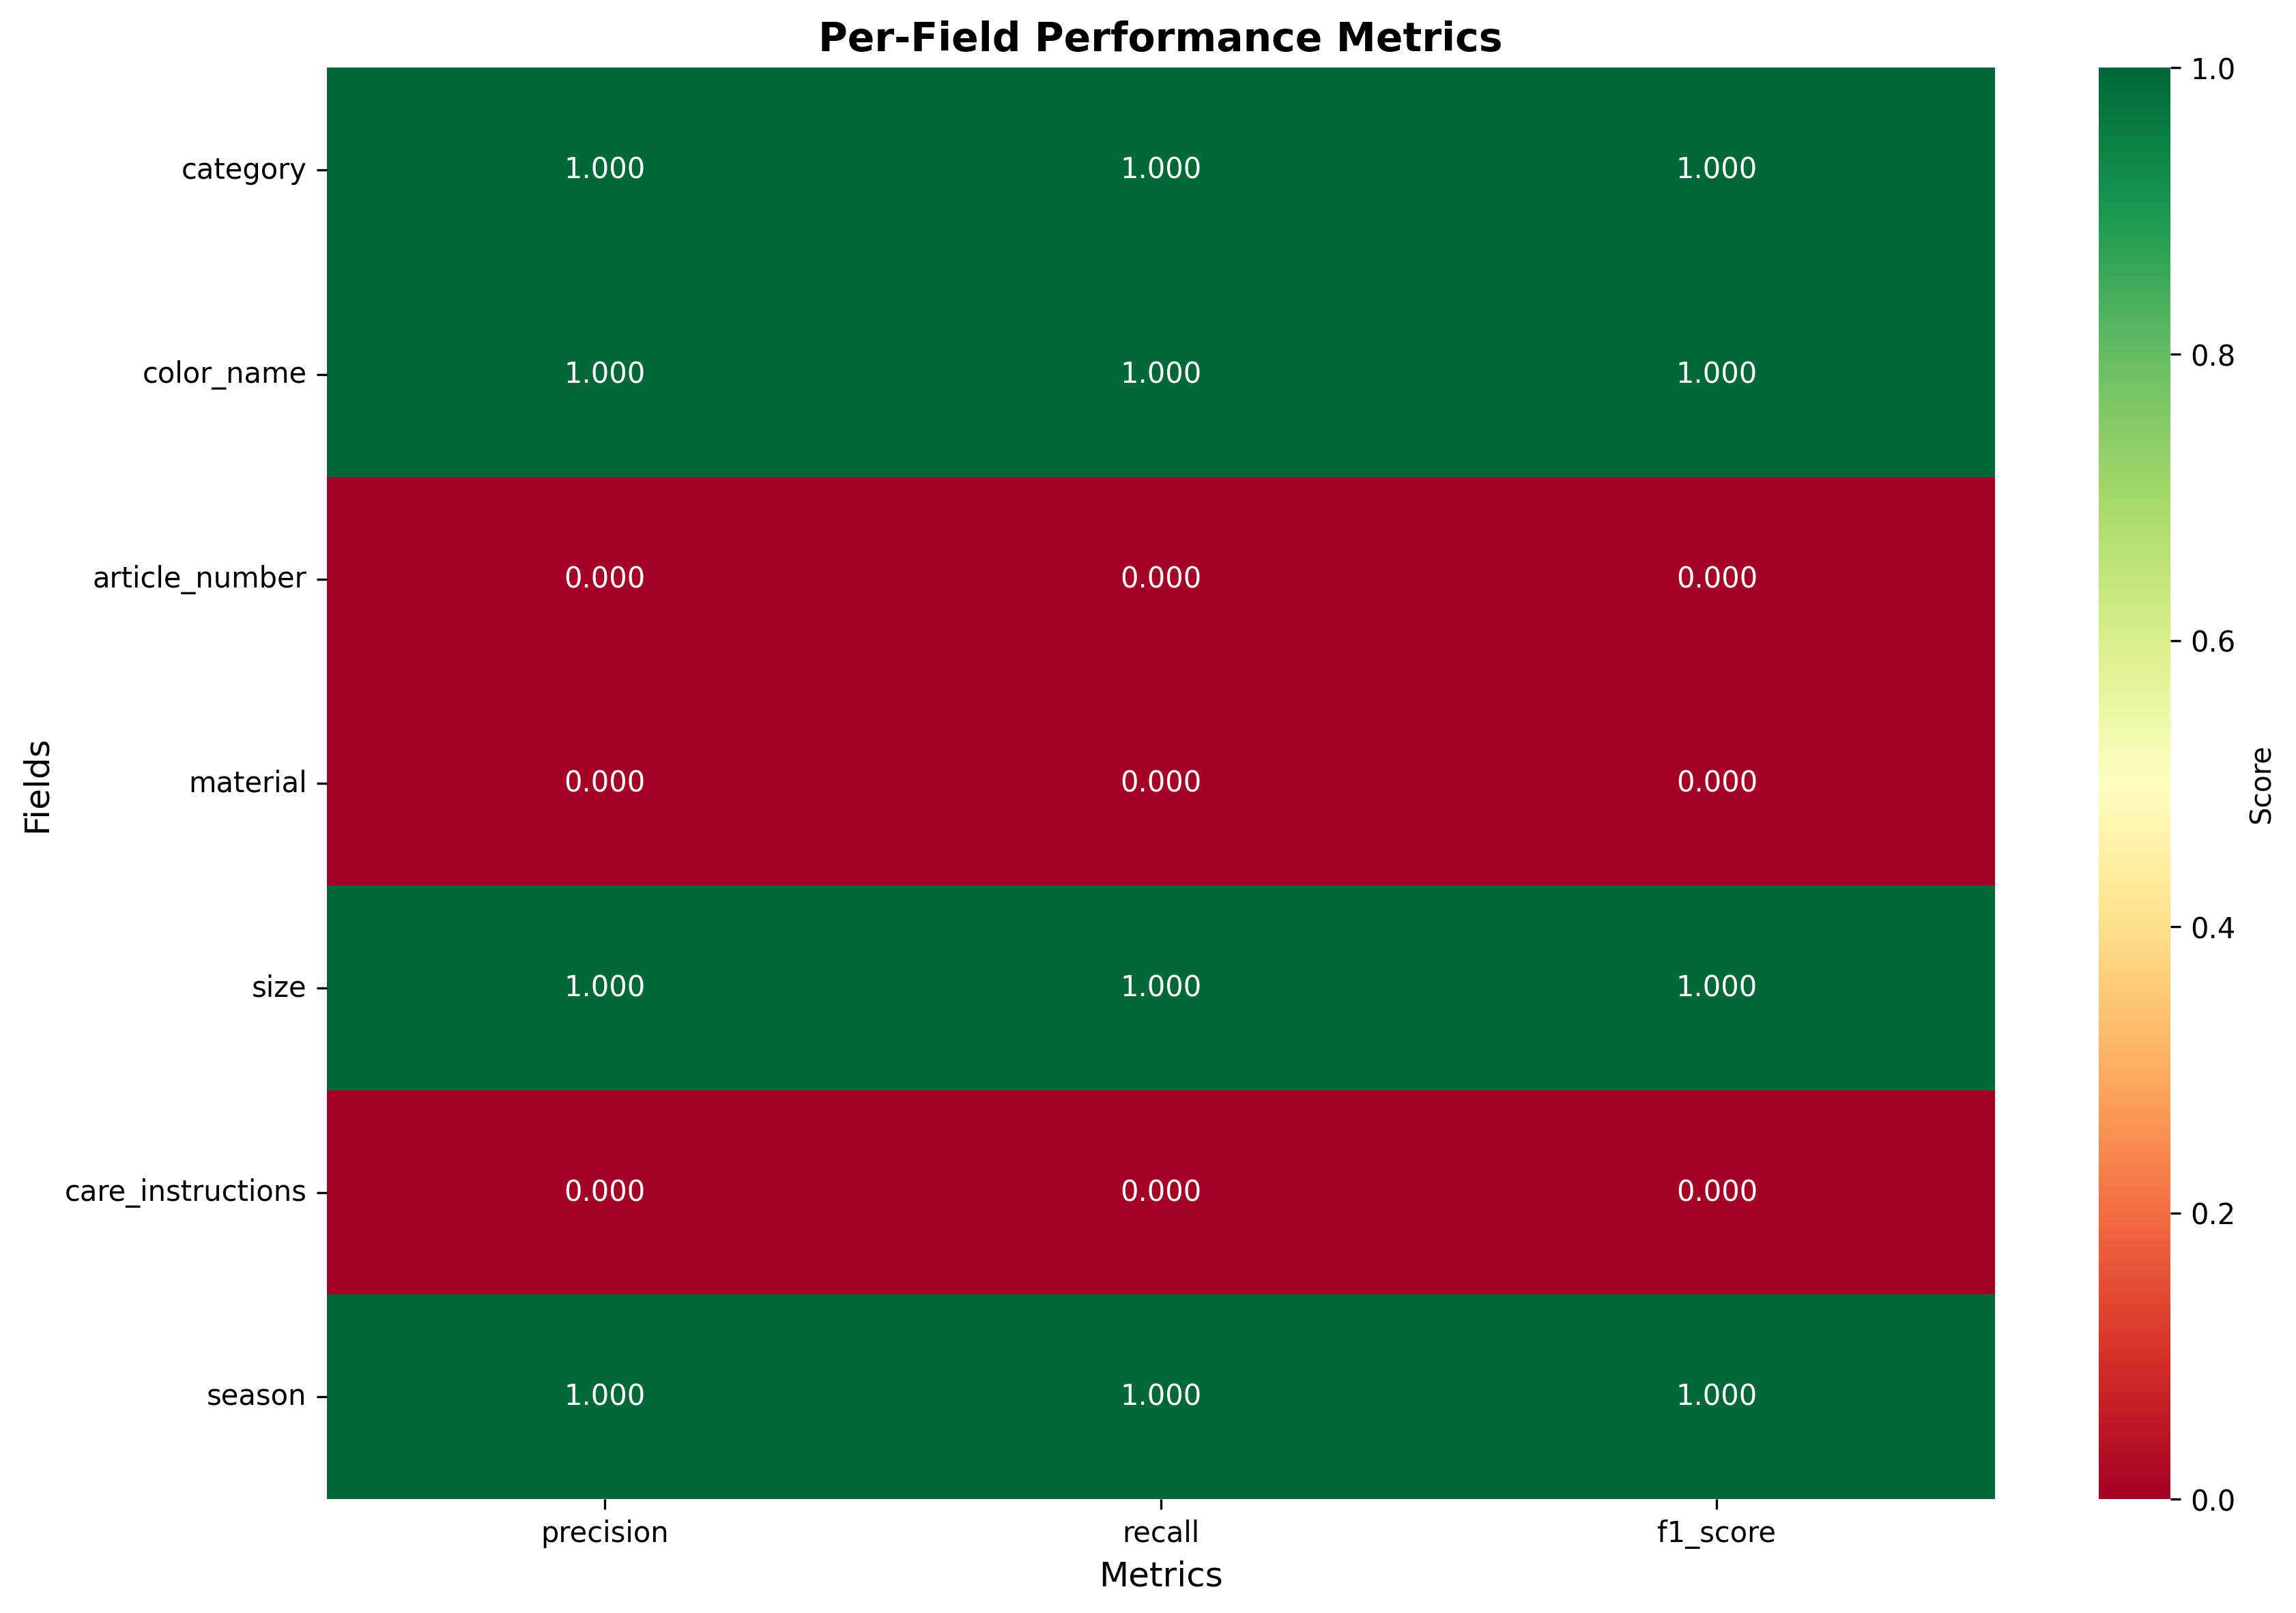 Per-Field Performance Metrics
Fields
category 1.000 1.000 1.000
color_name 1.000 1.000 1.000
article_number 0.000 0.000 0.000
material 0.000 0.000 0.000
size 1.000 1.000 1.000
care_instructions 0.000 0.000 0.000
season 1.000 1.000 1.000
precision recall f1_score
Metrics
1.0
0.8
0.6
0.4
0.2
0.0
Score